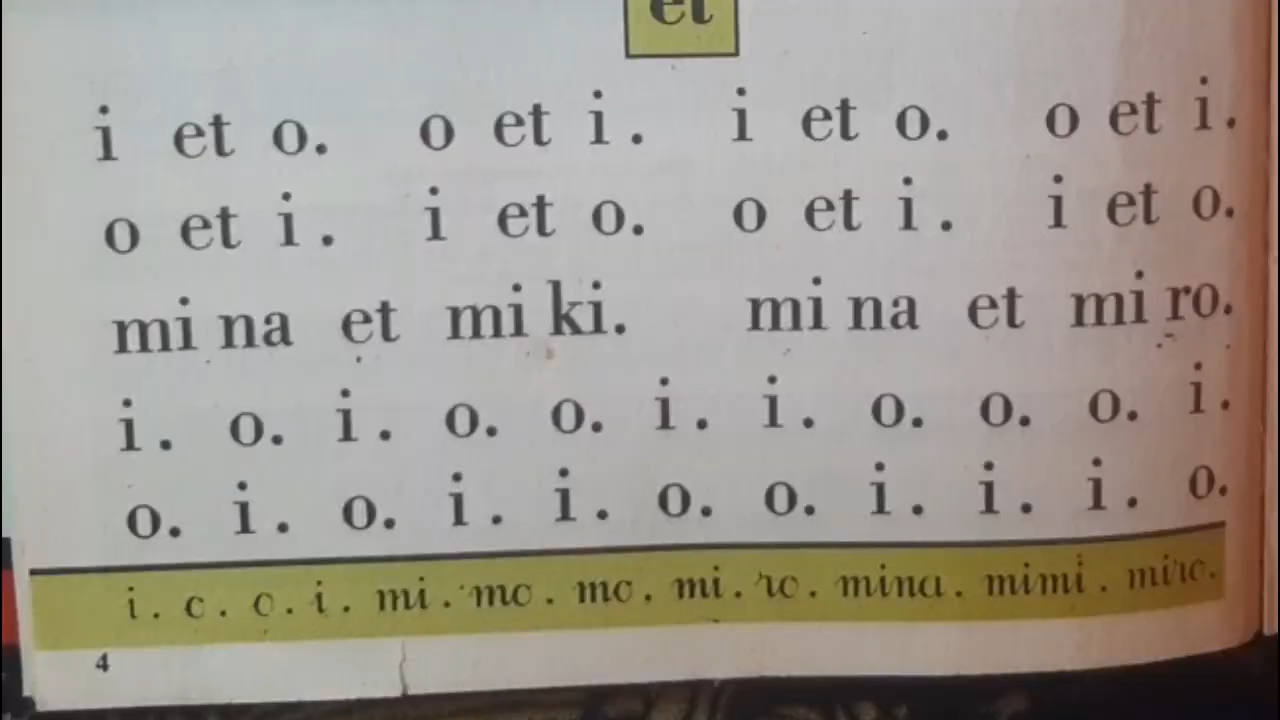 et
i et o. o et i. i et o. o et i.
o et i. i et o. o et i. i et o.
mi na et mi ki. mi na et mi ro.
i. o. i. o. o. i. i. o. o. o. i.
o. i. o. i. i. o. o. i. i. i. o.
i. o. o. i. mi. mo. mo. mi. ro. mina. mimi. miro.
4